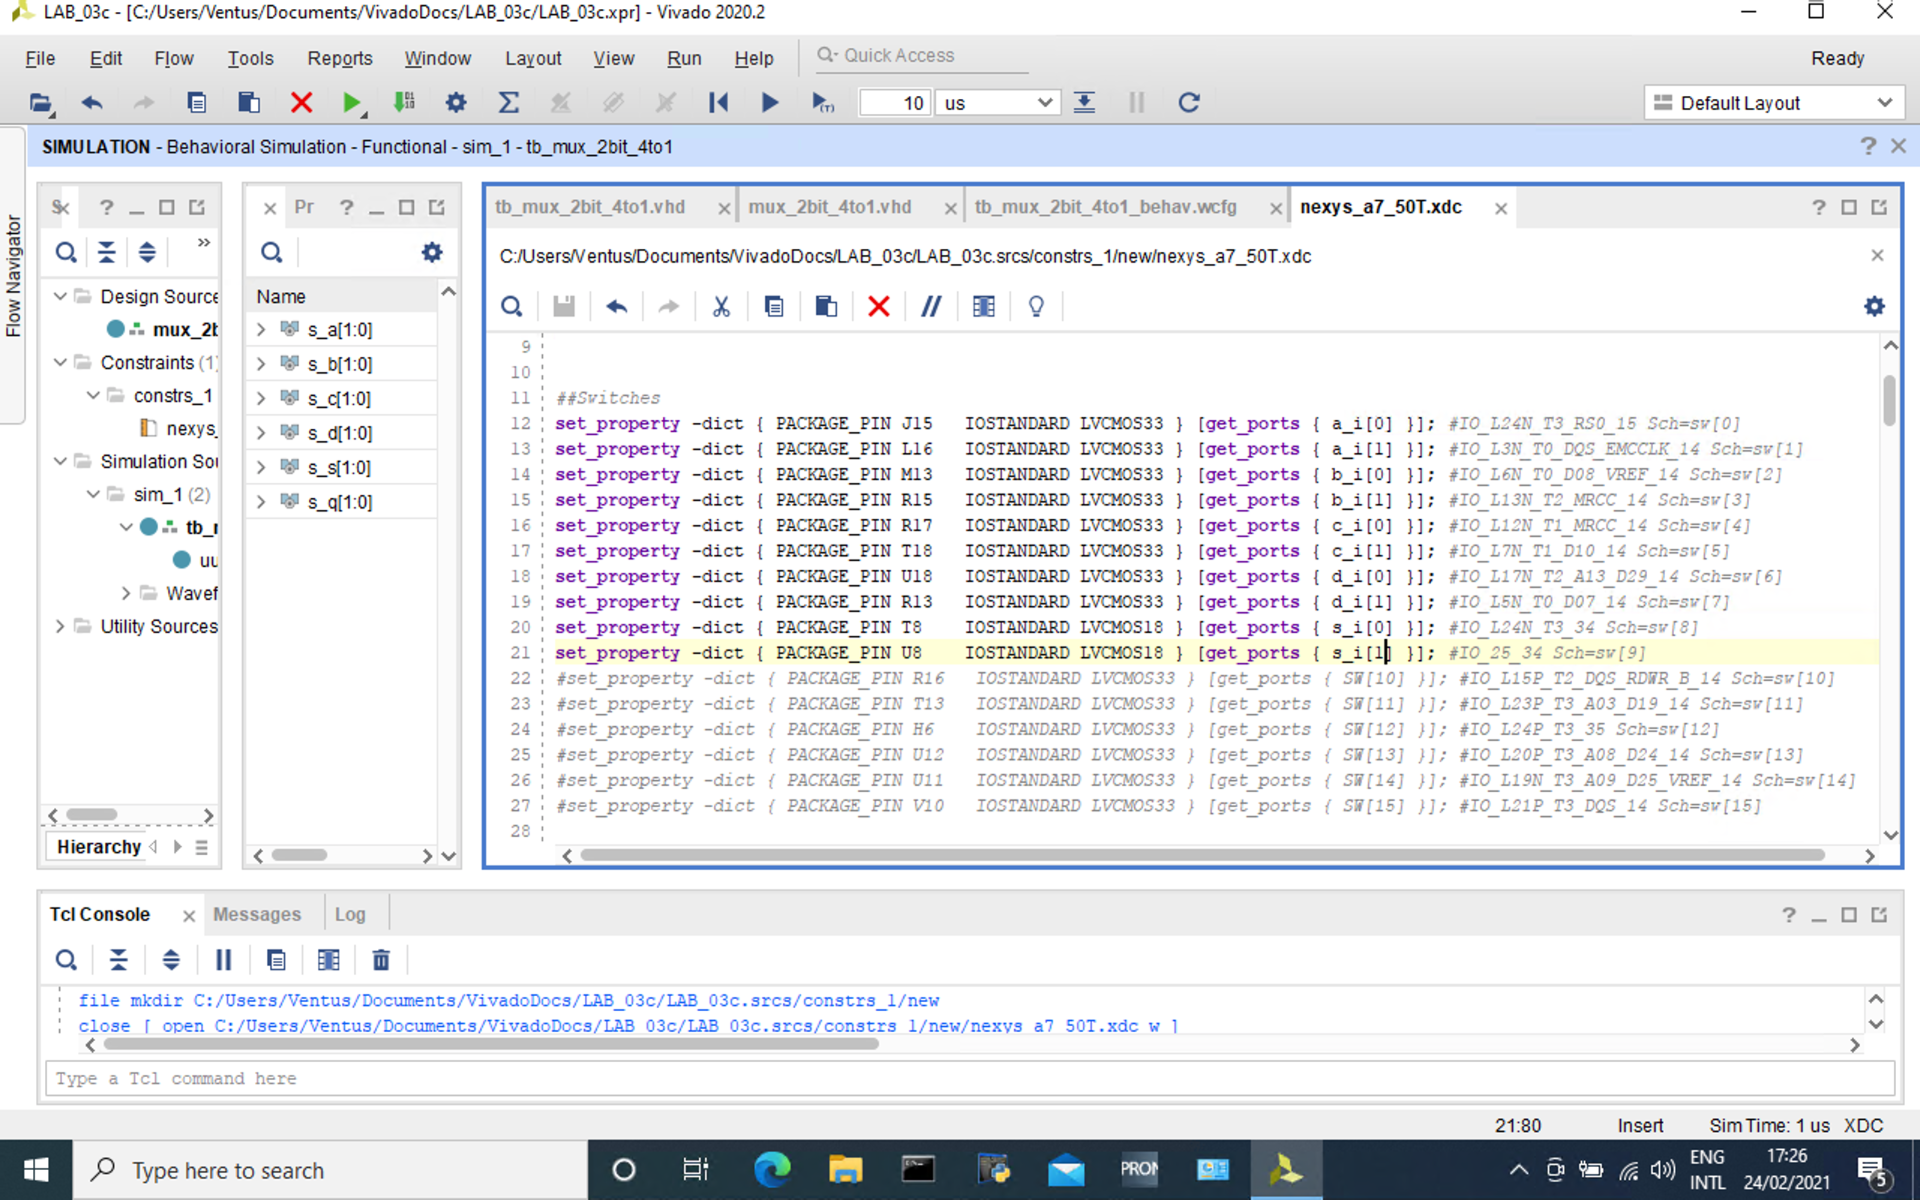 LAB_03c - [C:/Users/Ventus/Documents/VivadoDocs/LAB_03c/LAB_03c.xpr] - Vivado 2020.2
File Edit Flow Tools Reports Window Layout View Run Help Quick Access Ready
10 us Default Layout
SIMULATION - Behavioral Simulation - Functional - sim_1 - tb_mux_2bit_4to1
Flow Navigator
Design Source
mux_2b
Constraints (1)
constrs_1
nexys_
Simulation Sou
sim_1 (2)
tb_r
uu
Wavef
Utility Sources
Hierarchy
Pr
Name
s_a[1:0]
s_b[1:0]
s_c[1:0]
s_d[1:0]
s_s[1:0]
s_q[1:0]
tb_mux_2bit_4to1.vhd mux_2bit_4to1.vhd tb_mux_2bit_4to1_behav.wcfg nexys_a7_50T.xdc
C:/Users/Ventus/Documents/VivadoDocs/LAB_03c/LAB_03c.srcs/constrs_1/new/nexys_a7_50T.xdc
9
10
11 ##Switches
12 set_property -dict { PACKAGE_PIN J15 IOSTANDARD LVCMOS33 } [get_ports { a_i[0] }]; #IO_L24N_T3_RS0_15 Sch=sw[0]
13 set_property -dict { PACKAGE_PIN L16 IOSTANDARD LVCMOS33 } [get_ports { a_i[1] }]; #IO_L3N_T0_DQS_EMCCLK_14 Sch=sw[1]
14 set_property -dict { PACKAGE_PIN M13 IOSTANDARD LVCMOS33 } [get_ports { b_i[0] }]; #IO_L6N_T0_D08_VREF_14 Sch=sw[2]
15 set_property -dict { PACKAGE_PIN R15 IOSTANDARD LVCMOS33 } [get_ports { b_i[1] }]; #IO_L13N_T2_MRCC_14 Sch=sw[3]
16 set_property -dict { PACKAGE_PIN R17 IOSTANDARD LVCMOS33 } [get_ports { c_i[0] }]; #IO_L12N_T1_MRCC_14 Sch=sw[4]
17 set_property -dict { PACKAGE_PIN T18 IOSTANDARD LVCMOS33 } [get_ports { c_i[1] }]; #IO_L7N_T1_D10_14 Sch=sw[5]
18 set_property -dict { PACKAGE_PIN U18 IOSTANDARD LVCMOS33 } [get_ports { d_i[0] }]; #IO_L17N_T2_A13_D29_14 Sch=sw[6]
19 set_property -dict { PACKAGE_PIN R13 IOSTANDARD LVCMOS33 } [get_ports { d_i[1] }]; #IO_L5N_T0_D07_14 Sch=sw[7]
20 set_property -dict { PACKAGE_PIN T8 IOSTANDARD LVCMOS18 } [get_ports { s_i[0] }]; #IO_L24N_T3_34 Sch=sw[8]
21 set_property -dict { PACKAGE_PIN U8 IOSTANDARD LVCMOS18 } [get_ports { s_i[1] }]; #IO_25_34 Sch=sw[9]
22 #set_property -dict { PACKAGE_PIN R16 IOSTANDARD LVCMOS33 } [get_ports { SW[10] }]; #IO_L15P_T2_DQS_RDWR_B_14 Sch=sw[10]
23 #set_property -dict { PACKAGE_PIN T13 IOSTANDARD LVCMOS33 } [get_ports { SW[11] }]; #IO_L23P_T3_A03_D19_14 Sch=sw[11]
24 #set_property -dict { PACKAGE_PIN H6 IOSTANDARD LVCMOS33 } [get_ports { SW[12] }]; #IO_L24P_T3_35 Sch=sw[12]
25 #set_property -dict { PACKAGE_PIN U12 IOSTANDARD LVCMOS33 } [get_ports { SW[13] }]; #IO_L20P_T3_A08_D24_14 Sch=sw[13]
26 #set_property -dict { PACKAGE_PIN U11 IOSTANDARD LVCMOS33 } [get_ports { SW[14] }]; #IO_L19N_T3_A09_D25_VREF_14 Sch=sw[14]
27 #set_property -dict { PACKAGE_PIN V10 IOSTANDARD LVCMOS33 } [get_ports { SW[15] }]; #IO_L21P_T3_DQS_14 Sch=sw[15]
28
Tcl Console Messages Log
file mkdir C:/Users/Ventus/Documents/VivadoDocs/LAB_03c/LAB_03c.srcs/constrs_1/new
close [ open C:/Users/Ventus/Documents/VivadoDocs/LAB_03c/LAB_03c.srcs/constrs_1/new/nexys_a7_50T.xdc w ]
Type a Tcl command here
21:80 Insert Sim Time: 1 us XDC
Type here to search
PRON
ENG
INTL
17:26
24/02/2021
5